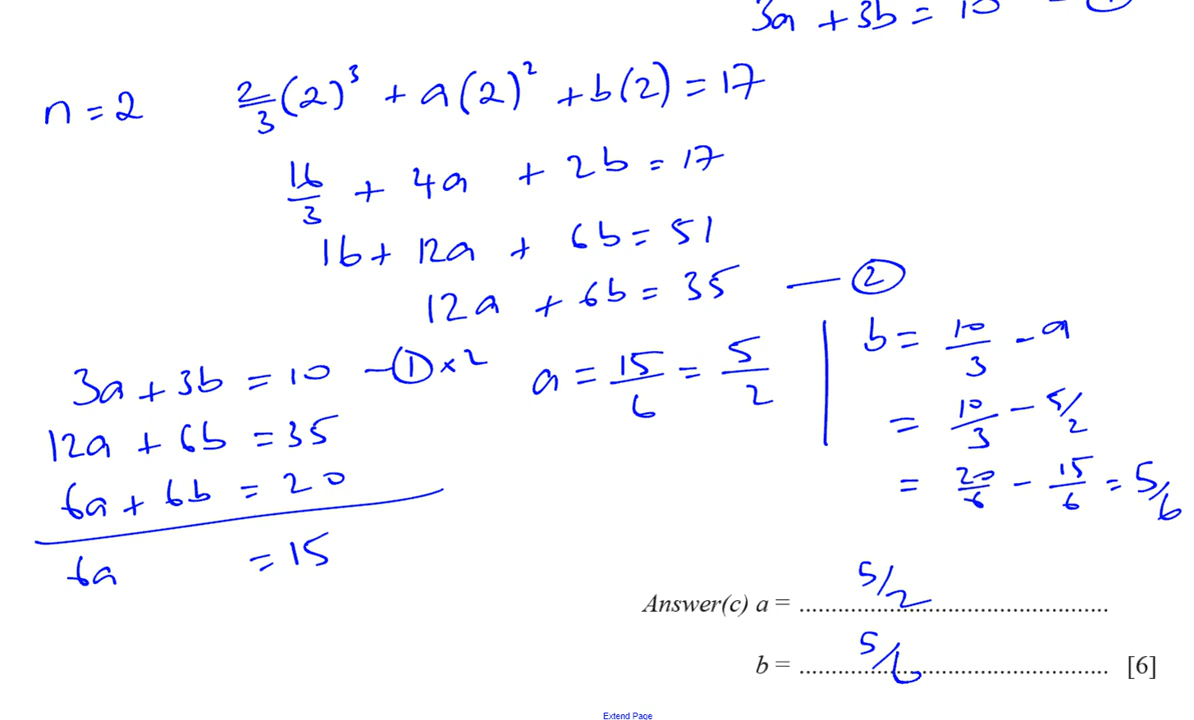 3a + 3b = 10 - ①
n = 2 2/3 (2)³ + a(2)² + b(2) = 17
16/3 + 4a + 2b = 17
16 + 12a + 6b = 51
12a + 6b = 35 — ②
3a + 3b = 10 - ① × 2
12a + 6b = 35
6a + 6b = 20
6a = 15
a = 15/6 = 5/2
b = 10/3 - a
= 10/3 - 5/2
= 20/6 - 15/6 = 5/6
Answer(c) a = 5/2
b = 5/6 [6]
Extend Page